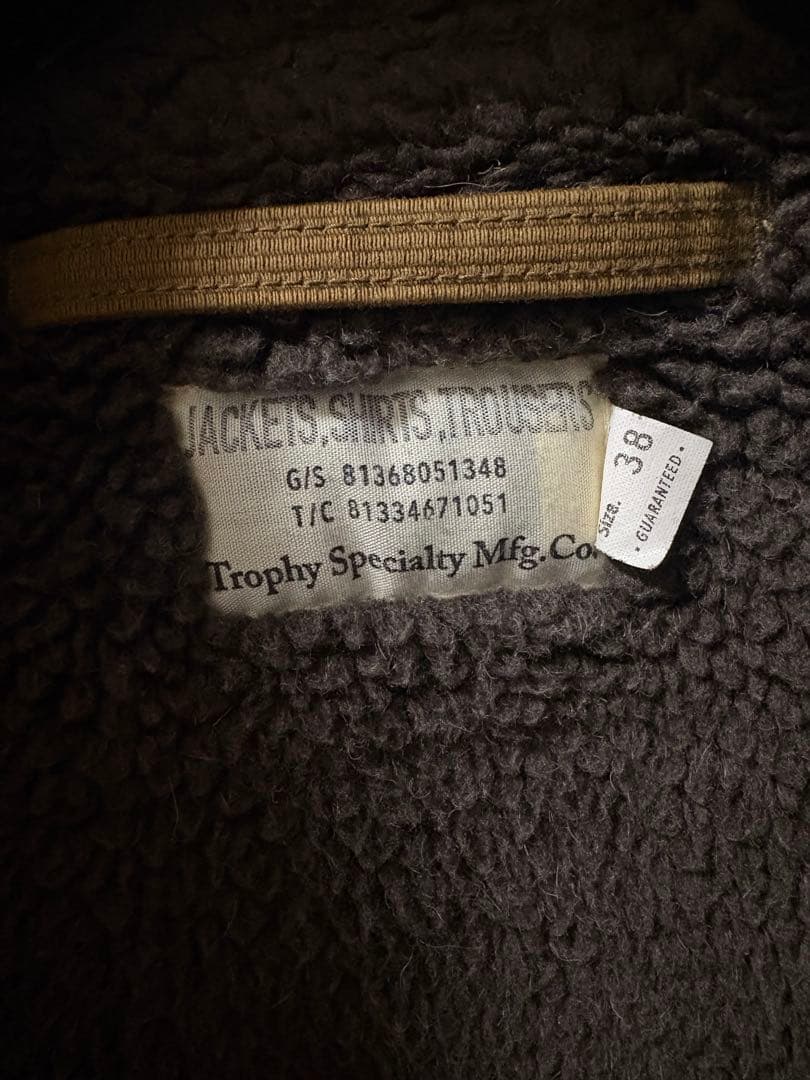 JACKETS,SHIRTS,TROUSERS
G/S 81368051348
T/C 81334671051
Trophy Specialty Mfg.Co.
Size. 38
• GUARANTEED •